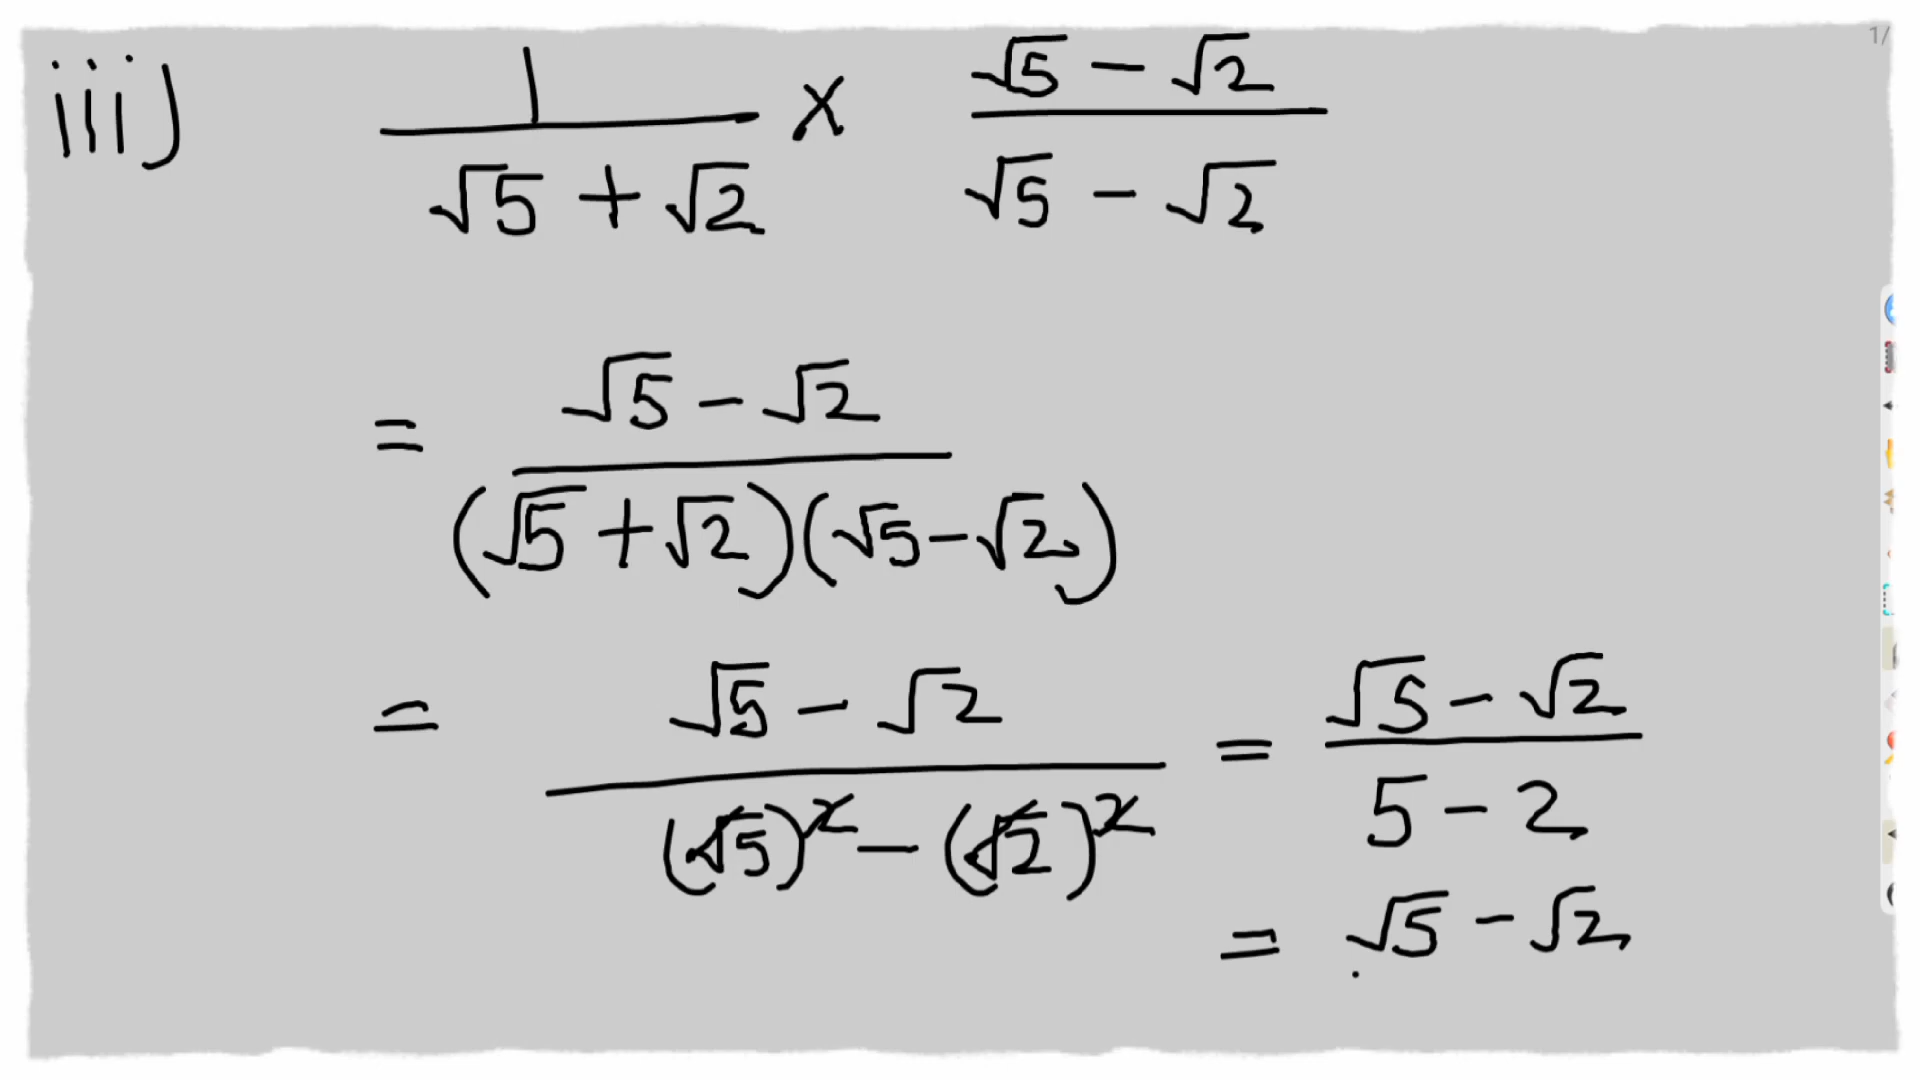 1/
iii) 1/(√5 + √2) x (√5 - √2)/(√5 - √2)
= (√5 - √2)/((√5 + √2)(√5 - √2))
= (√5 - √2)/((√5)² - (√2)²) = (√5 - √2)/(5 - 2)
= √5 - √2